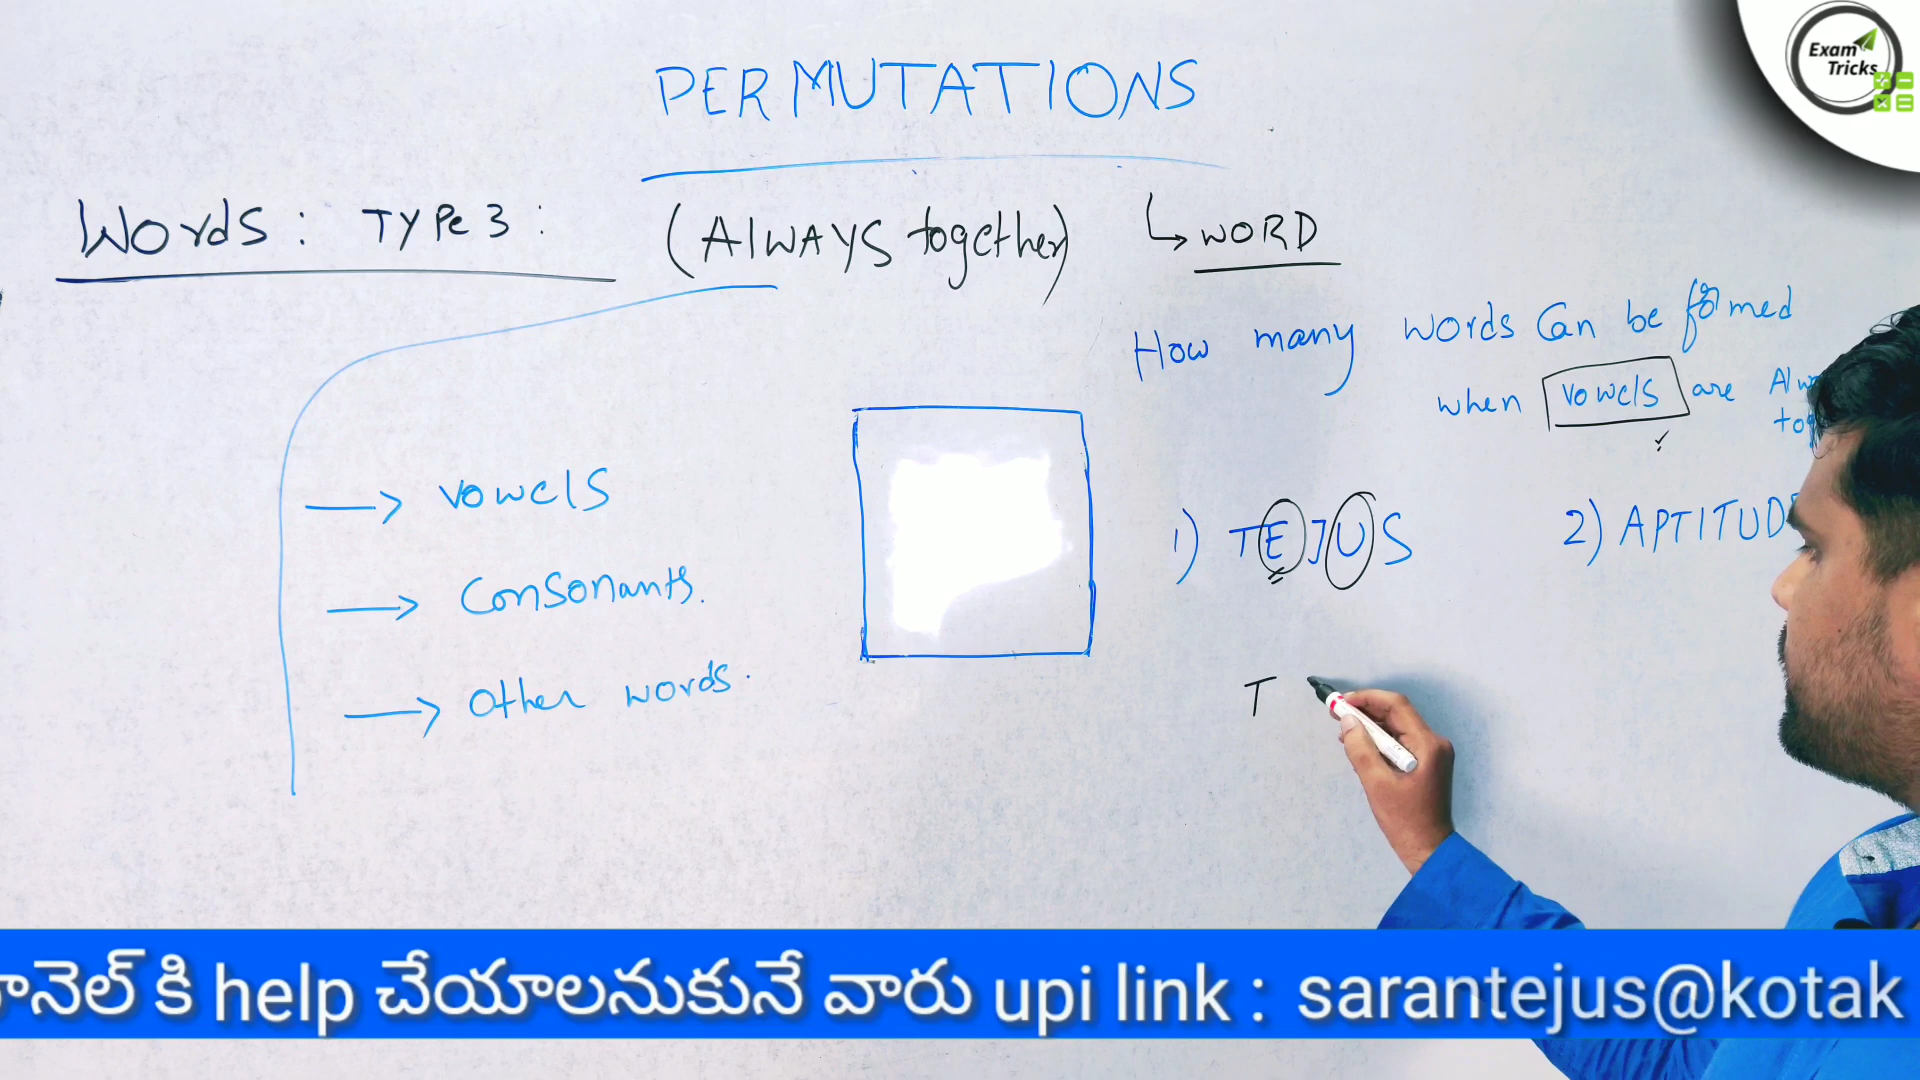 PERMUTATIONS
Exam
Tricks
Words: TYPe 3: (AlWAYS together) ↳ WORD
How many words Can be formed
when vowels are
→ vowels
→ Consonants.
→ Other words.
1) TEJUS
2) APTITUD
T
help చేయాలనుకునే వారు upi link : sarantejus@kotak